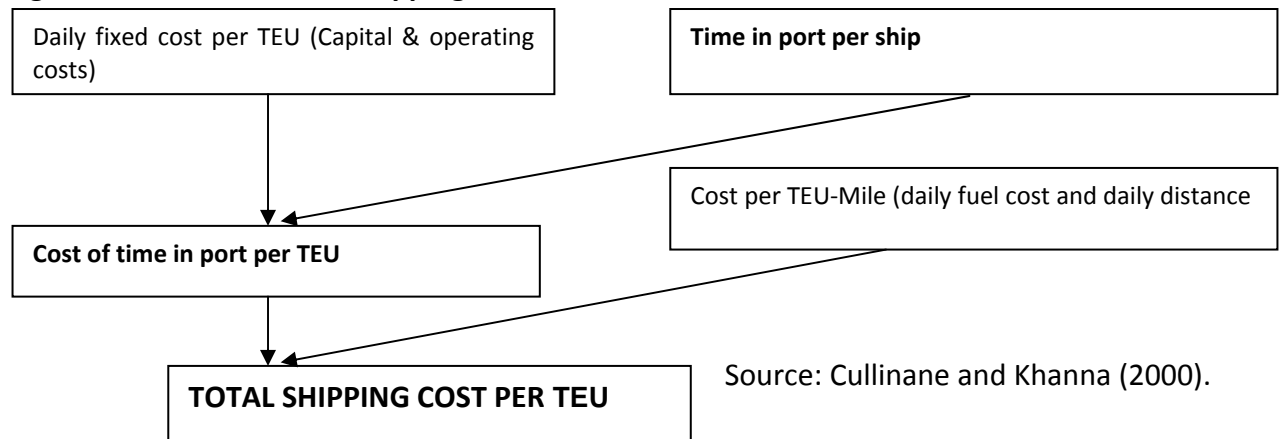 Daily fixed cost per TEU (Capital & operating
costs)
Time in port per ship
Cost per TEU-Mile (daily fuel cost and daily distance
Cost of time in port per TEU
TOTAL SHIPPING COST PER TEU
Source: Cullinane and Khanna (2000).